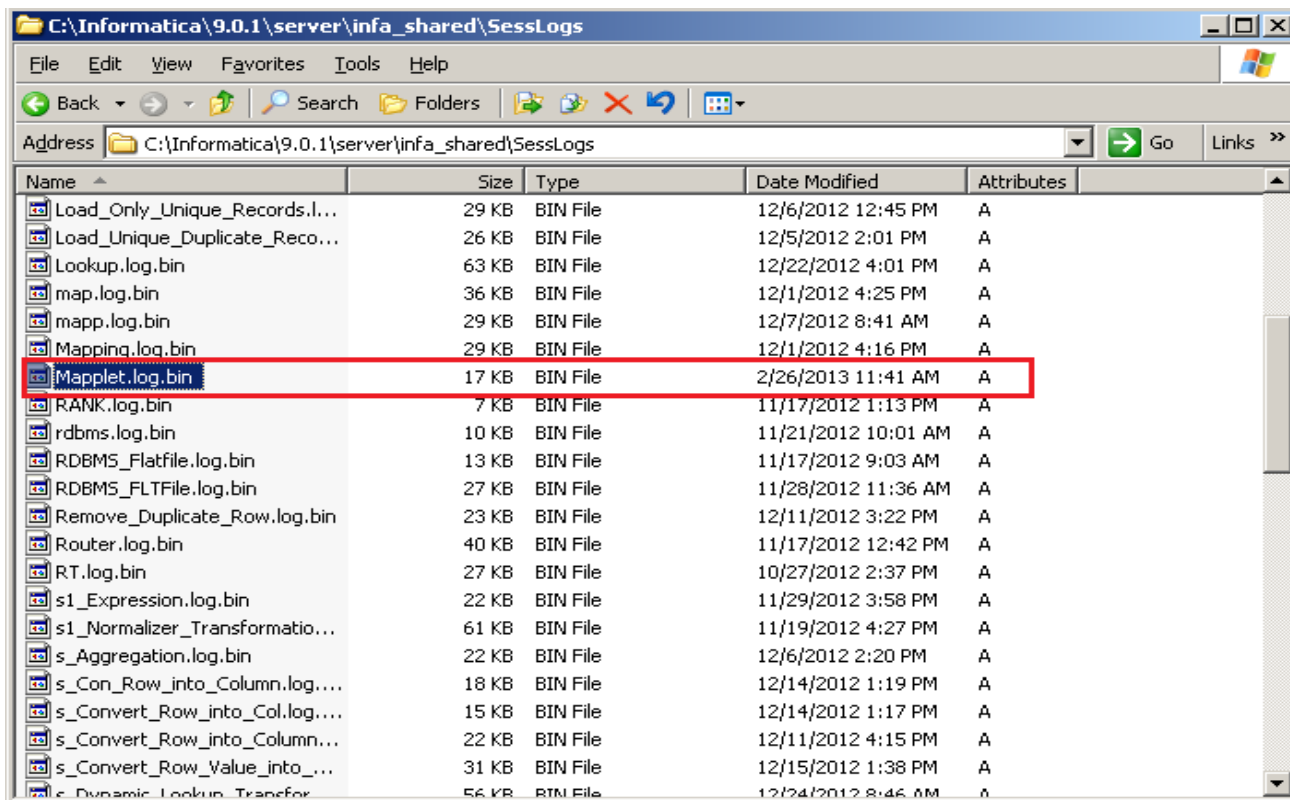 C:\Informatica\9.0.1\server\infa_shared\SessLogs
File Edit View Favorites Tools Help
Back Search Folders
Address C:\Informatica\9.0.1\server\infa_shared\SessLogs Go Links »
Name Size Type Date Modified Attributes
Load_Only_Unique_Records.l... 29 KB BIN File 12/6/2012 12:45 PM A
Load_Unique_Duplicate_Reco... 26 KB BIN File 12/5/2012 2:01 PM A
Lookup.log.bin 63 KB BIN File 12/22/2012 4:01 PM A
map.log.bin 36 KB BIN File 12/1/2012 4:25 PM A
mapp.log.bin 29 KB BIN File 12/7/2012 8:41 AM A
Mapping.log.bin 29 KB BIN File 12/1/2012 4:16 PM A
Mapplet.log.bin 17 KB BIN File 2/26/2013 11:41 AM A
RANK.log.bin 7 KB BIN File 11/17/2012 1:13 PM A
rdbms.log.bin 10 KB BIN File 11/21/2012 10:01 AM A
RDBMS_Flatfile.log.bin 13 KB BIN File 11/17/2012 9:03 AM A
RDBMS_FLTFile.log.bin 27 KB BIN File 11/28/2012 11:36 AM A
Remove_Duplicate_Row.log.bin 23 KB BIN File 12/11/2012 3:22 PM A
Router.log.bin 40 KB BIN File 11/17/2012 12:42 PM A
RT.log.bin 27 KB BIN File 10/27/2012 2:37 PM A
s1_Expression.log.bin 22 KB BIN File 11/29/2012 3:58 PM A
s1_Normalizer_Transformatio... 61 KB BIN File 11/19/2012 4:27 PM A
s_Aggregation.log.bin 22 KB BIN File 12/6/2012 2:20 PM A
s_Con_Row_into_Column.log.... 18 KB BIN File 12/14/2012 1:19 PM A
s_Convert_Row_into_Col.log.... 15 KB BIN File 12/14/2012 1:17 PM A
s_Convert_Row_into_Column... 22 KB BIN File 12/11/2012 4:15 PM A
s_Convert_Row_Value_into_... 31 KB BIN File 12/15/2012 1:38 PM A
s_Dynamic_Lookup_Transfor... 56 KB BIN File 12/24/2012 8:46 AM A